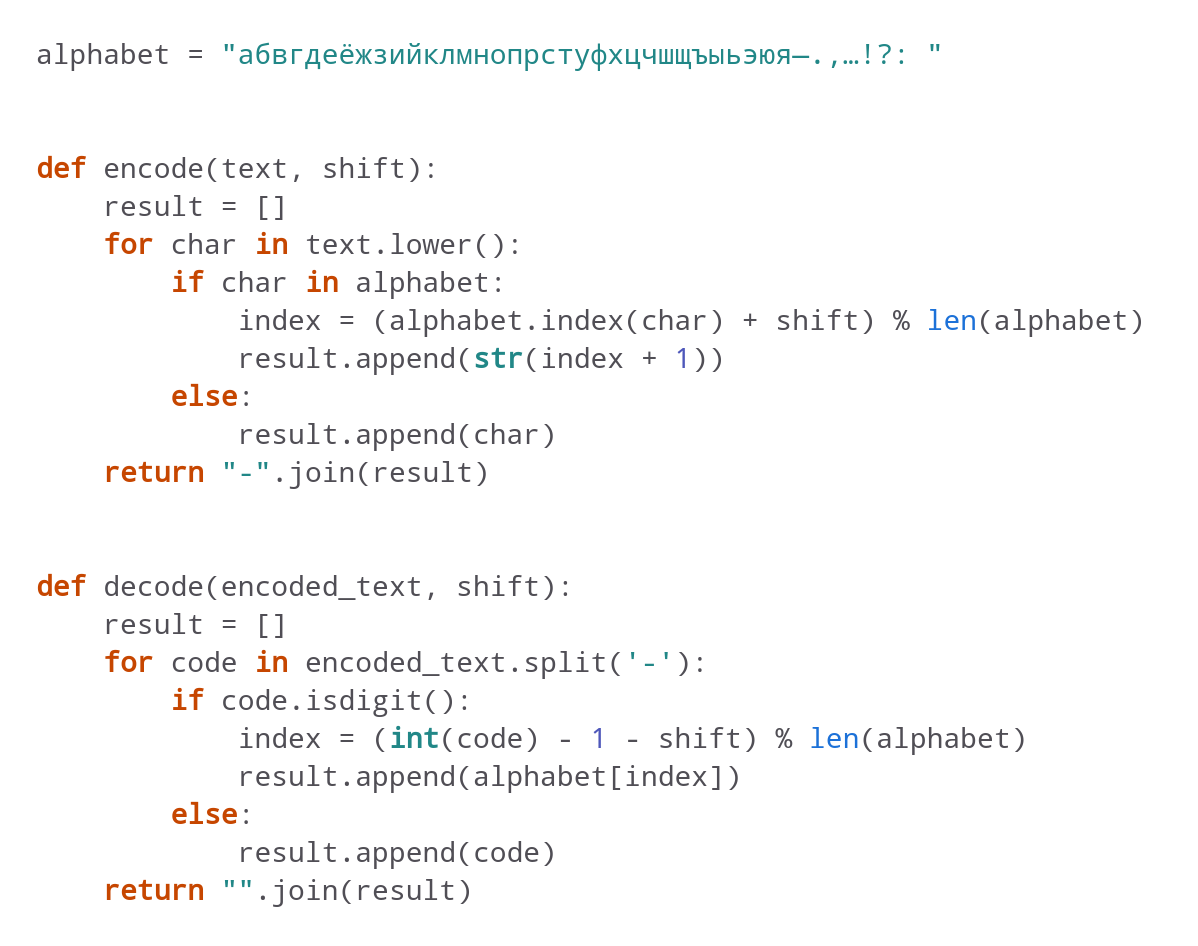 alphabet = "абвгдеёжзийклмнопрстуфхцчшщъыьэюя—.,…!?: "
def encode(text, shift):
    result = []
    for char in text.lower():
        if char in alphabet:
            index = (alphabet.index(char) + shift) % len(alphabet)
            result.append(str(index + 1))
        else:
            result.append(char)
    return "-".join(result)
def decode(encoded_text, shift):
    result = []
    for code in encoded_text.split('-'):
        if code.isdigit():
            index = (int(code) - 1 - shift) % len(alphabet)
            result.append(alphabet[index])
        else:
            result.append(code)
    return "".join(result)